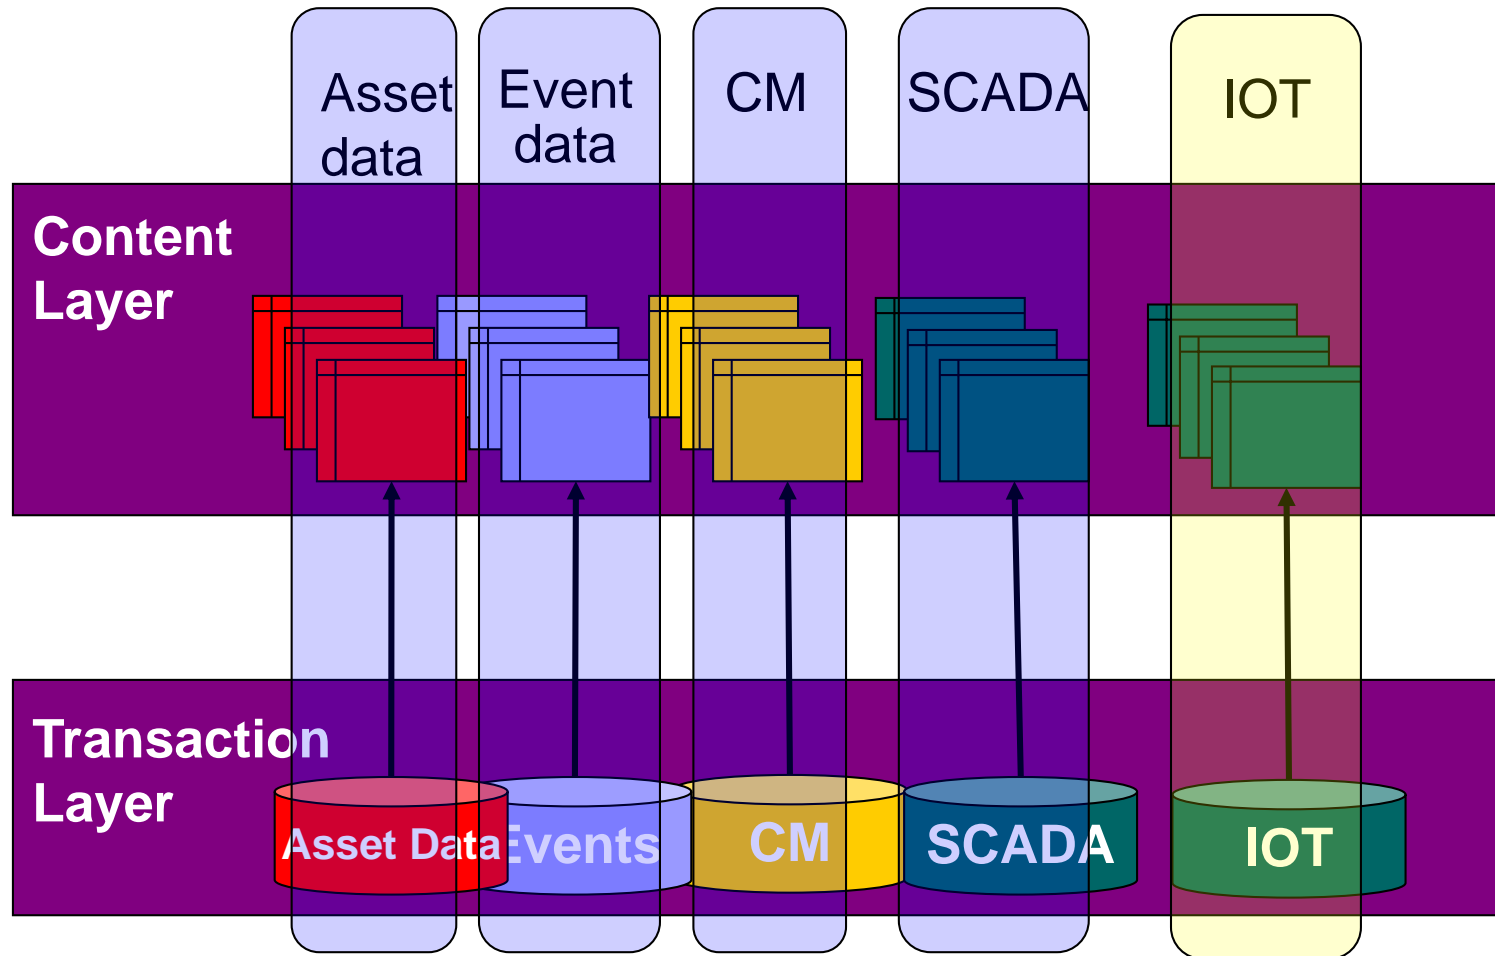 Asset
data
Event
data
CM
SCADA
IOT
Content
Layer
Transaction
Layer
Asset Data
Events
CM
SCADA
IOT